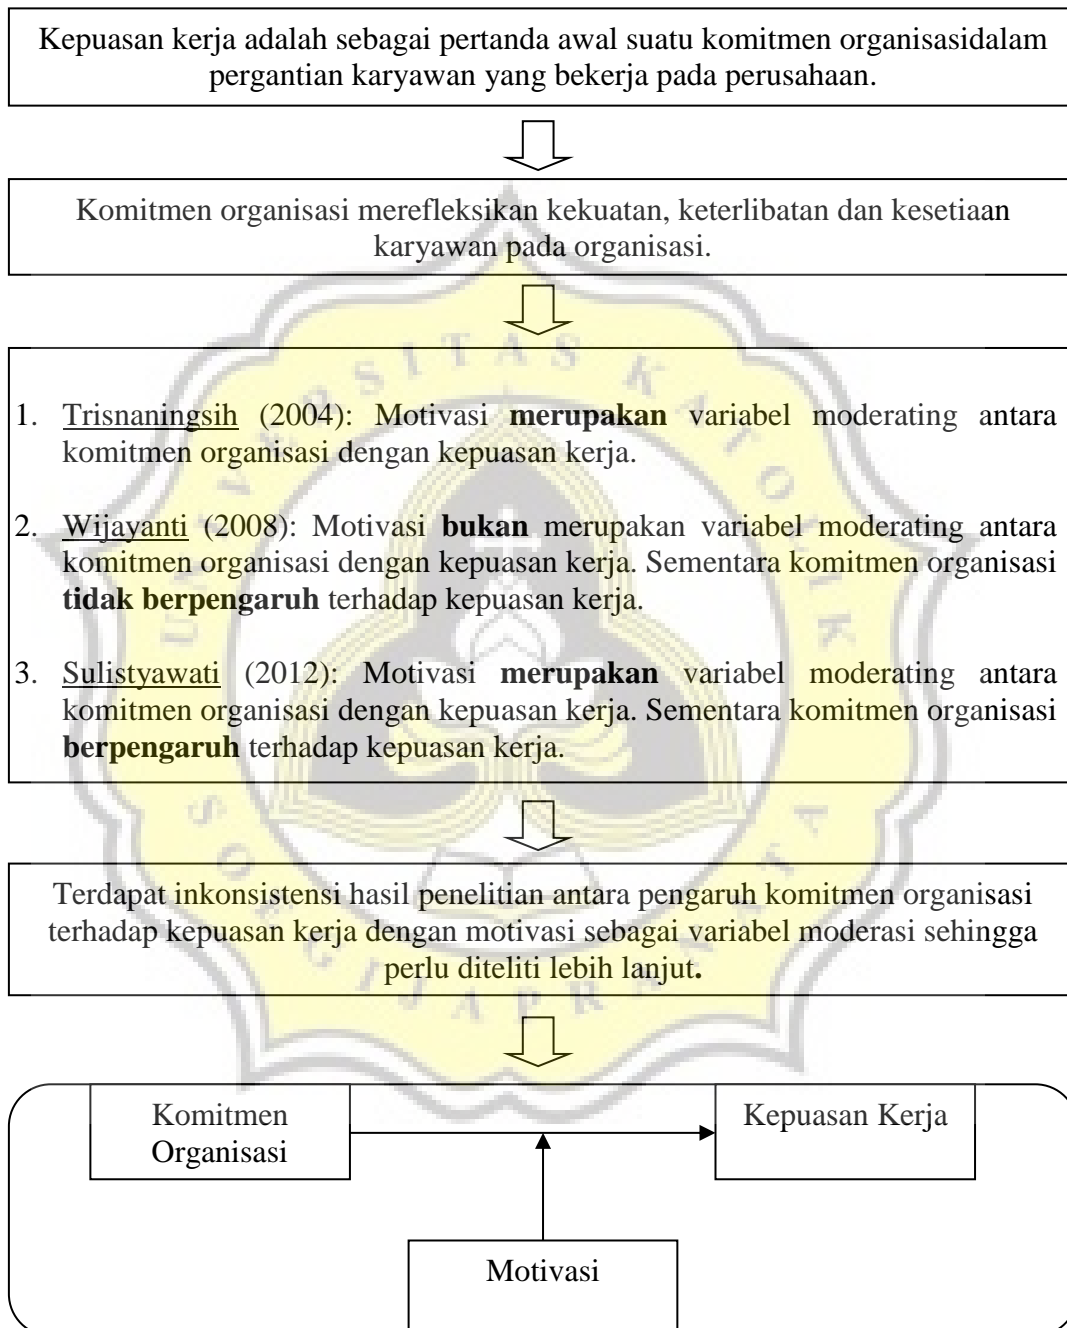 Kepuasan kerja adalah sebagai pertanda awal suatu komitmen organisasidalam
pergantian karyawan yang bekerja pada perusahaan.
Komitmen organisasi merefleksikan kekuatan, keterlibatan dan kesetiaan
karyawan pada organisasi.
1. Trisnaningsih (2004): Motivasi merupakan variabel moderating antara
komitmen organisasi dengan kepuasan kerja.
2. Wijayanti (2008): Motivasi bukan merupakan variabel moderating antara
komitmen organisasi dengan kepuasan kerja. Sementara komitmen organisasi
tidak berpengaruh terhadap kepuasan kerja.
3. Sulistyawati (2012): Motivasi merupakan variabel moderating antara
komitmen organisasi dengan kepuasan kerja. Sementara komitmen organisasi
berpengaruh terhadap kepuasan kerja.
Terdapat inkonsistensi hasil penelitian antara pengaruh komitmen organisasi
terhadap kepuasan kerja dengan motivasi sebagai variabel moderasi sehingga
perlu diteliti lebih lanjut.
Komitmen
Organisasi
Kepuasan Kerja
Motivasi
UNIVERSITAS KATOLIK
SOEGIJAPRANATA